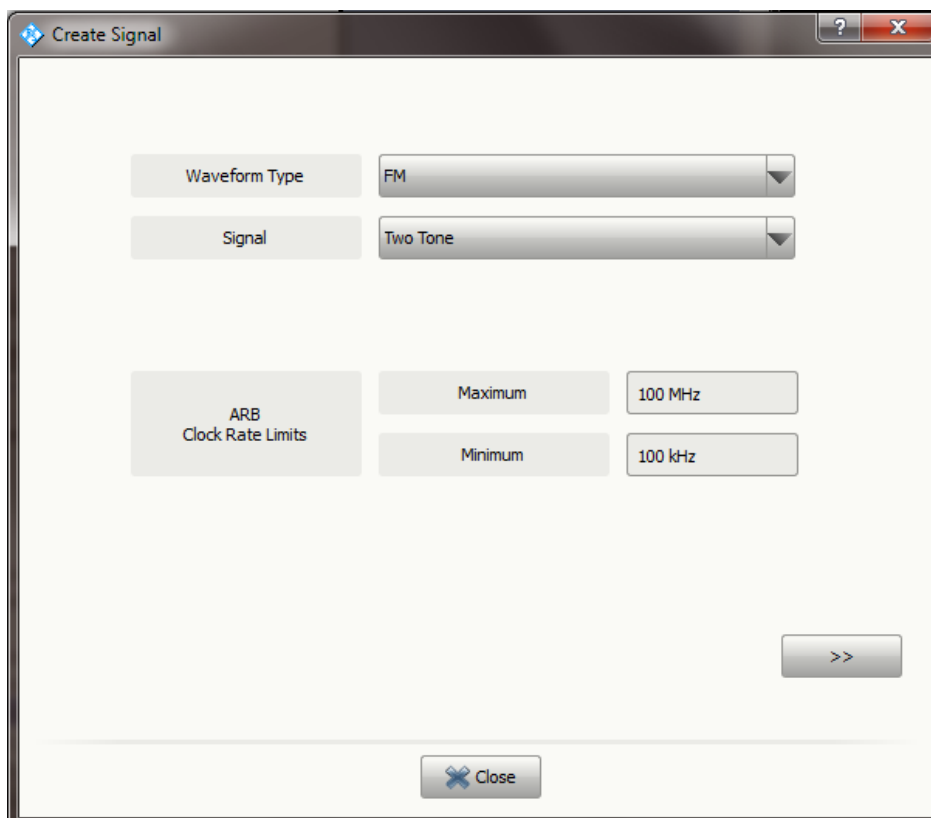 Create Signal
?
X
Waveform Type
FM
Signal
Two Tone
ARB
Clock Rate Limits
Maximum
100 MHz
Minimum
100 kHz
>>
Close